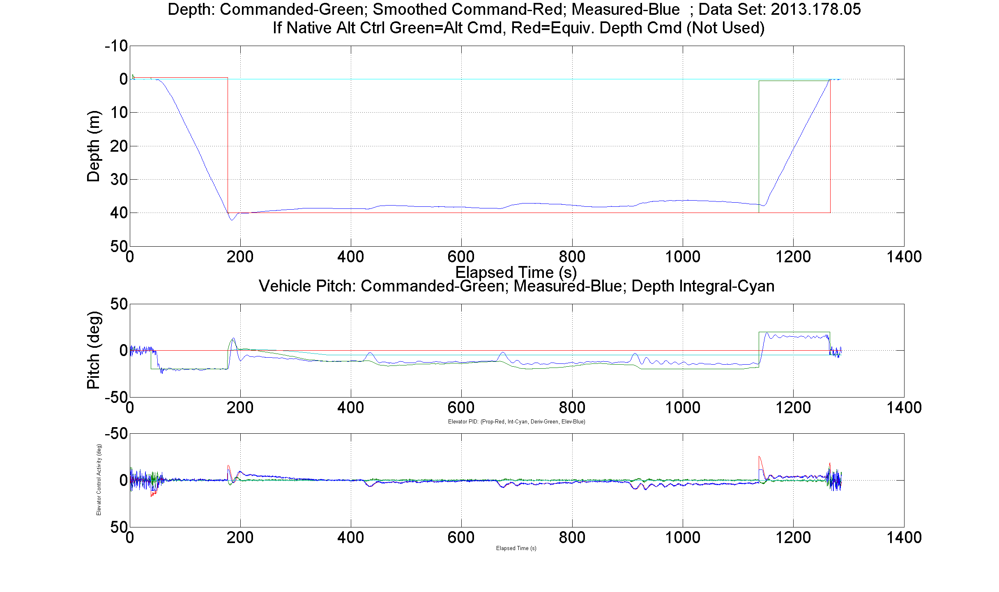 Depth: Commanded-Green; Smoothed Command-Red; Measured-Blue  ; Data Set: 2013.178.05
If Native Alt Ctrl Green=Alt Cmd, Red=Equiv. Depth Cmd (Not Used)
Depth (m)
-10
0
10
20
30
40
50
0 200 400 600 800 1000 1200 1400
Elapsed Time (s)
Vehicle Pitch: Commanded-Green; Measured-Blue; Depth Integral-Cyan
Pitch (deg)
50
0
-50
0 200 400 600 800 1000 1200 1400
Elevator PID: (Prop-Red, Int-Cyan, Deriv-Green, Elev-Blue)
Elevator Control Activity (deg)
-50
0
50
0 200 400 600 800 1000 1200 1400
Elapsed Time (s)